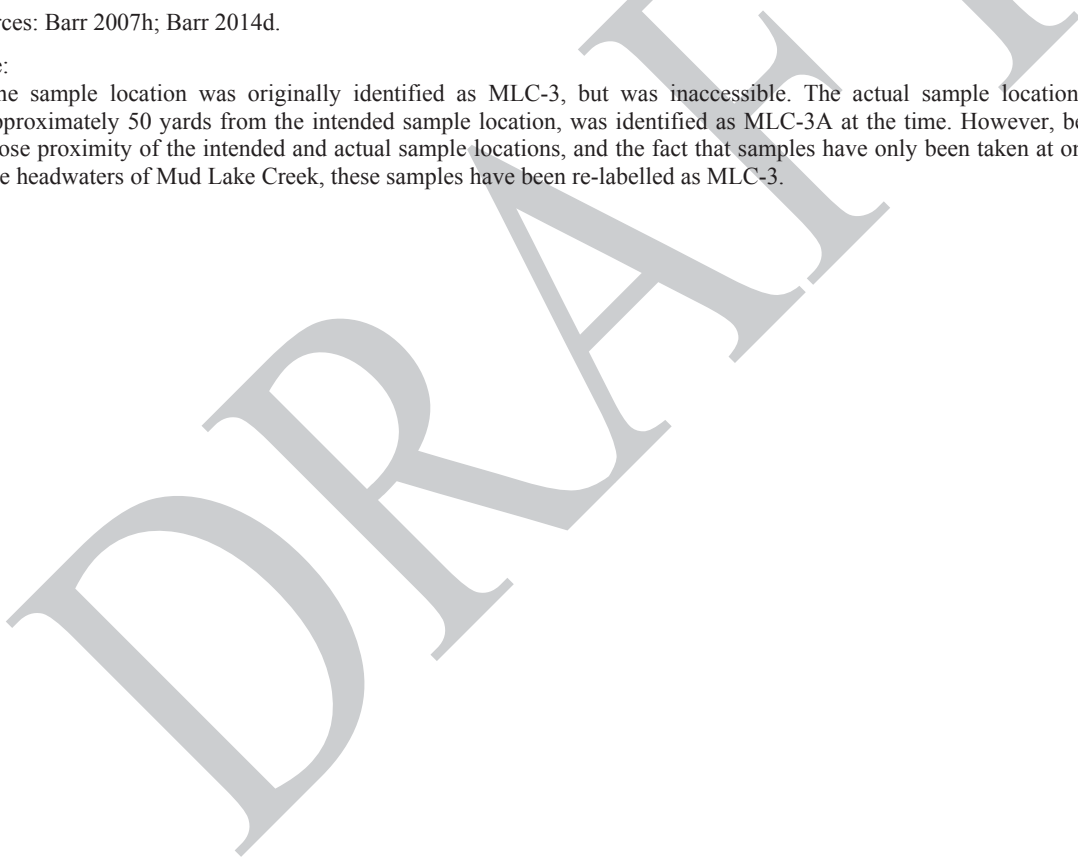 rces: Barr 2007h; Barr 2014d.
e:
he sample location was originally identified as MLC-3, but was inaccessible. The actual sample location
pproximately 50 yards from the intended sample location, was identified as MLC-3A at the time. However, be
ose proximity of the intended and actual sample locations, and the fact that samples have only been taken at or
e headwaters of Mud Lake Creek, these samples have been re-labelled as MLC-3.
DRAFT